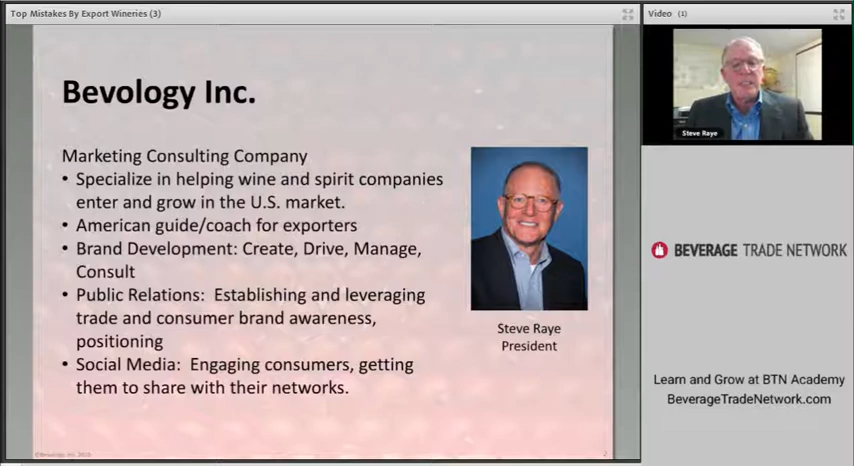 Top Mistakes By Export Wineries (3)
Video (1)
Bevology Inc.
Marketing Consulting Company
• Specialize in helping wine and spirit companies
enter and grow in the U.S. market.
• American guide/coach for exporters
• Brand Development: Create, Drive, Manage,
Consult
• Public Relations: Establishing and leveraging
trade and consumer brand awareness,
positioning
• Social Media: Engaging consumers, getting
them to share with their networks.
Steve Raye
President
2
Steve Raye
BEVERAGE TRADE NETWORK
Learn and Grow at BTN Academy
BeverageTradeNetwork.com